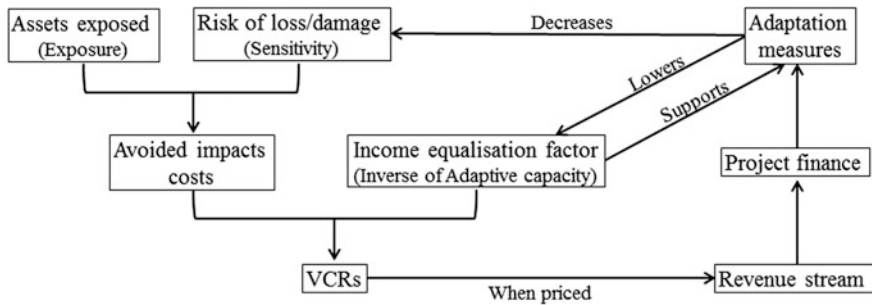 Assets exposed
(Exposure)
Risk of loss/damage
(Sensitivity)
Decreases
Adaptation
measures
Lowers
Supports
Avoided impacts
costs
Income equalisation factor
(Inverse of Adaptive capacity)
Project finance
VCRs
When priced
Revenue stream